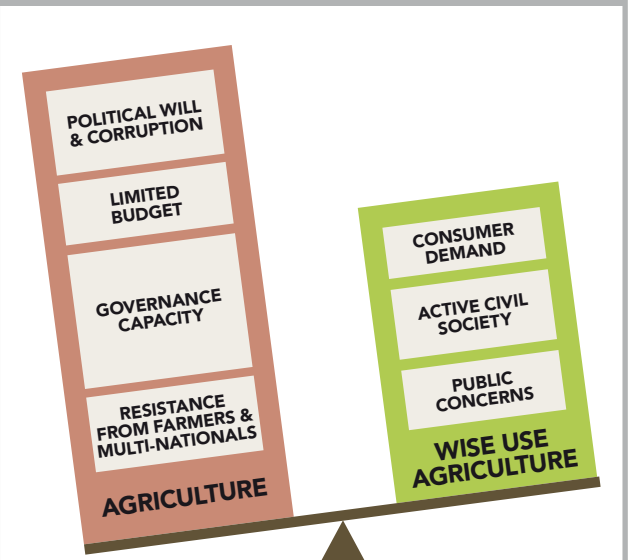 POLITICAL WILL
& CORRUPTION
LIMITED
BUDGET
GOVERNANCE
CAPACITY
RESISTANCE
FROM FARMERS &
MULTI-NATIONALS
AGRICULTURE
CONSUMER
DEMAND
ACTIVE CIVIL
SOCIETY
PUBLIC
CONCERNS
WISE USE
AGRICULTURE